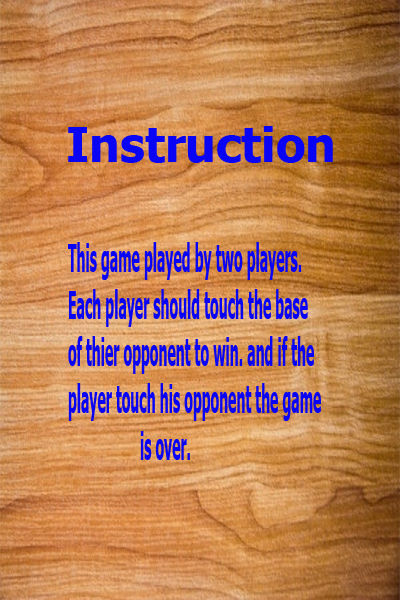 Instruction
This game played by two players.
Each player should touch the base
of thier opponent to win. and if the
player touch his opponent the game
is over.